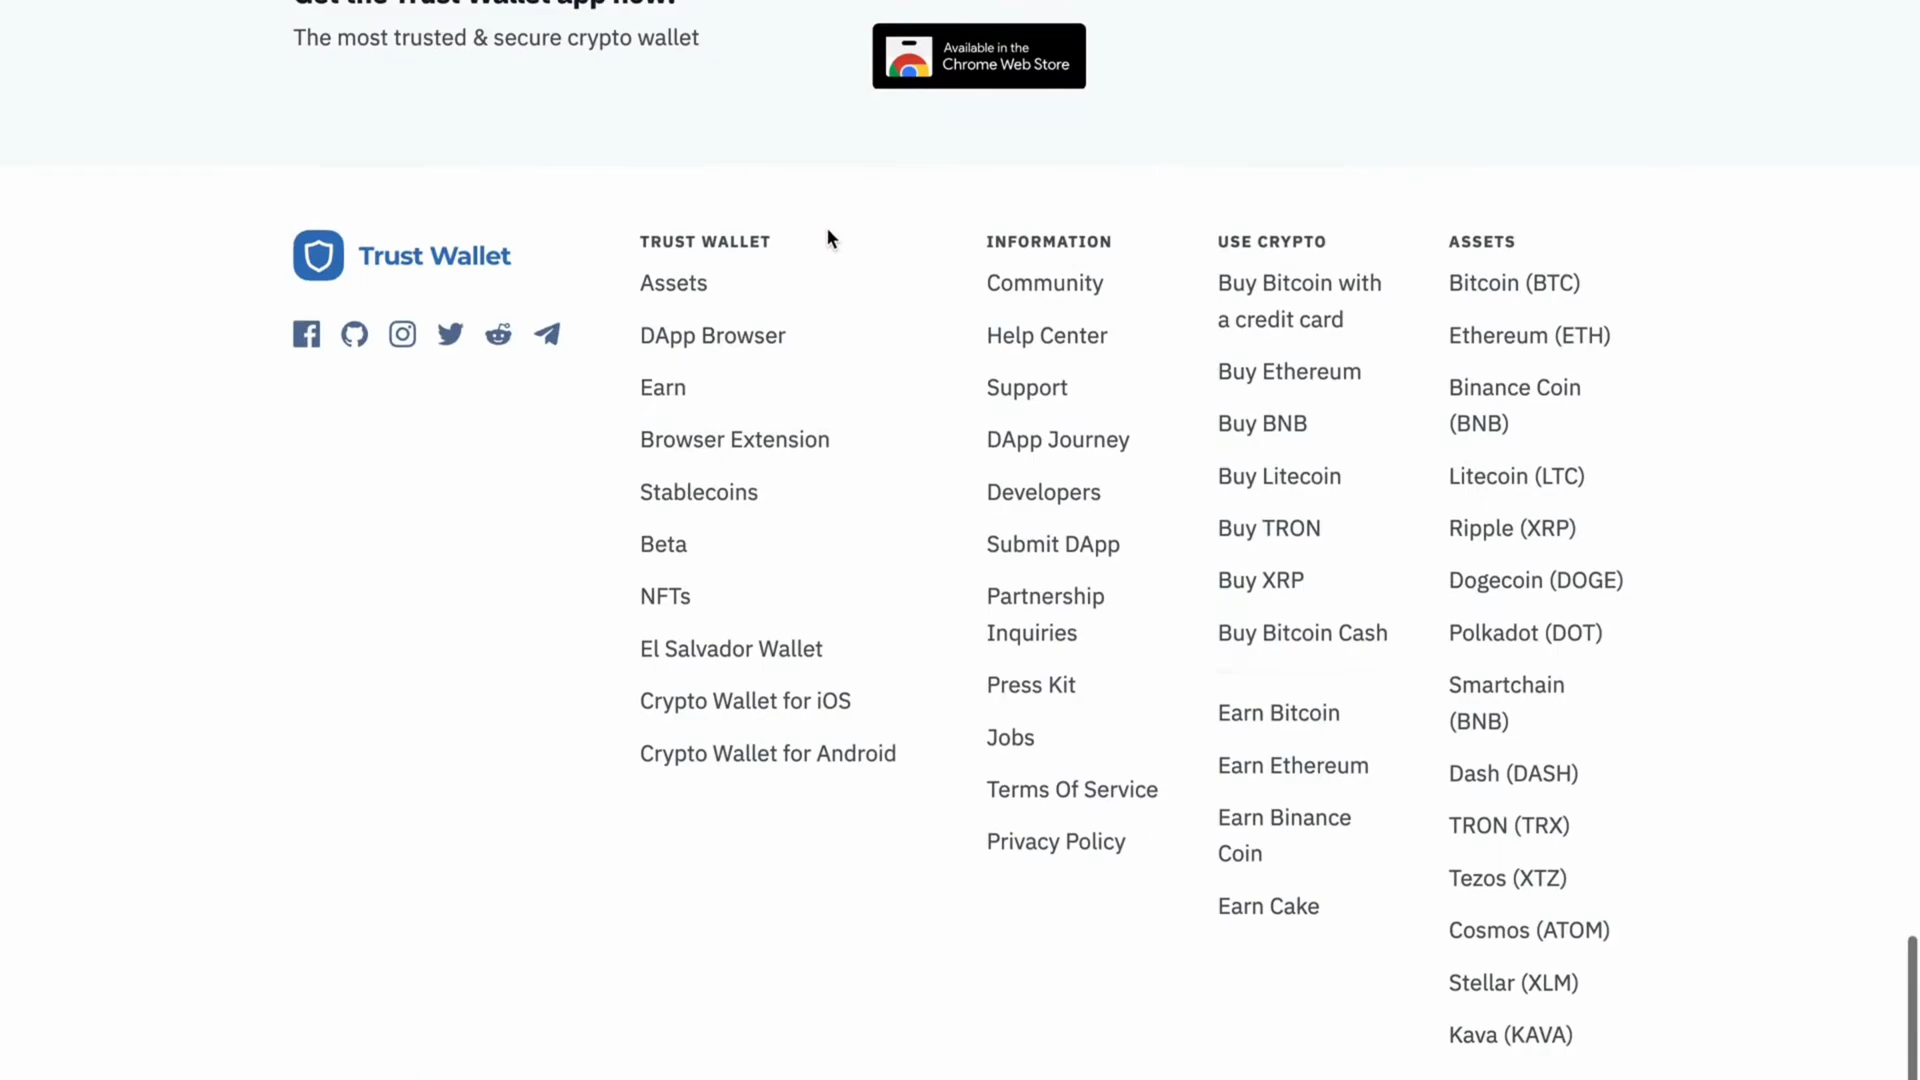 Get the Trust Wallet app now!
The most trusted & secure crypto wallet
Available in the
Chrome Web Store
Trust Wallet
TRUST WALLET
Assets
DApp Browser
Earn
Browser Extension
Stablecoins
Beta
NFTs
El Salvador Wallet
Crypto Wallet for iOS
Crypto Wallet for Android
INFORMATION
Community
Help Center
Support
DApp Journey
Developers
Submit DApp
Partnership
Inquiries
Press Kit
Jobs
Terms Of Service
Privacy Policy
USE CRYPTO
Buy Bitcoin with
a credit card
Buy Ethereum
Buy BNB
Buy Litecoin
Buy TRON
Buy XRP
Buy Bitcoin Cash
Earn Bitcoin
Earn Ethereum
Earn Binance
Coin
Earn Cake
ASSETS
Bitcoin (BTC)
Ethereum (ETH)
Binance Coin
(BNB)
Litecoin (LTC)
Ripple (XRP)
Dogecoin (DOGE)
Polkadot (DOT)
Smartchain
(BNB)
Dash (DASH)
TRON (TRX)
Tezos (XTZ)
Cosmos (ATOM)
Stellar (XLM)
Kava (KAVA)